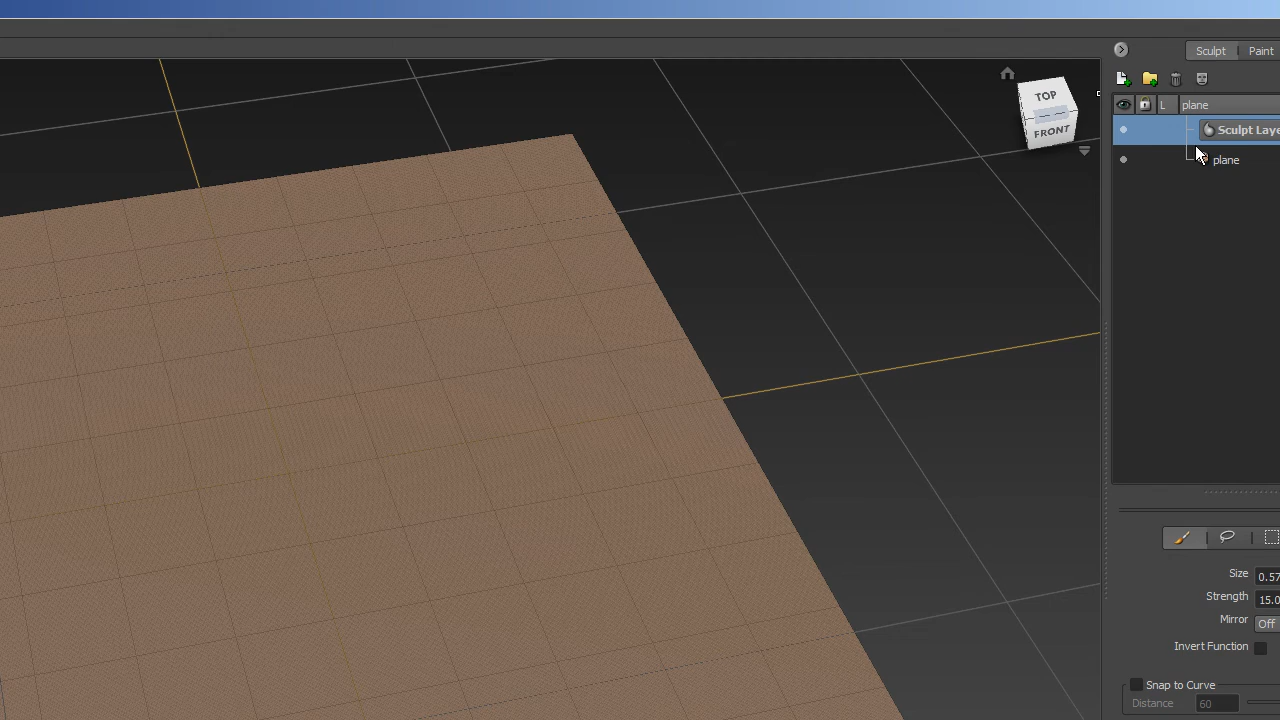 Sculpt Paint
L plane
Sculpt Laye
plane
TOP
FRONT
Size 0.57
Strength 15.0
Mirror Off
Invert Function
Snap to Curve
Distance 60